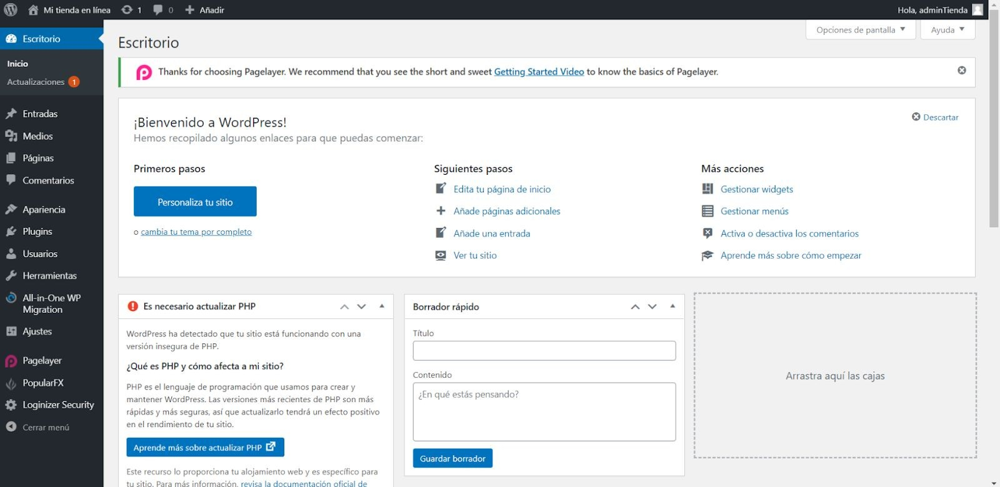 Mi tienda en línea 1 0 Añadir Hola, adminTienda
Escritorio
Inicio
Actualizaciones 1
Entradas
Medios
Páginas
Comentarios
Apariencia
Plugins
Usuarios
Herramientas
All-in-One WP
Migration
Ajustes
Pagelayer
PopularFX
Loginizer Security
Cerrar menú
Opciones de pantalla Ayuda
Escritorio
Thanks for choosing Pagelayer. We recommend that you see the short and sweet Getting Started Video to know the basics of Pagelayer.
¡Bienvenido a WordPress!
Descartar
Hemos recopilado algunos enlaces para que puedas comenzar:
Primeros pasos
Personaliza tu sitio
o cambia tu tema por completo
Siguientes pasos
Edita tu página de inicio
Añade páginas adicionales
Añade una entrada
Ver tu sitio
Más acciones
Gestionar widgets
Gestionar menús
Activa o desactiva los comentarios
Aprende más sobre cómo empezar
Es necesario actualizar PHP
WordPress ha detectado que tu sitio está funcionando con una
versión insegura de PHP.
¿Qué es PHP y cómo afecta a mi sitio?
PHP es el lenguaje de programación que usamos para crear y
mantener WordPress. Las versiones más recientes de PHP son más
rápidas y más seguras, así que actualizarlo tendrá un efecto positivo
en el rendimiento de tu sitio.
Aprende más sobre actualizar PHP
Este recurso lo proporciona tu alojamiento web y es específico para
tu sitio. Para más información, revisa la documentación oficial de
Borrador rápido
Título
Contenido
¿En qué estás pensando?
Guardar borrador
Arrastra aquí las cajas